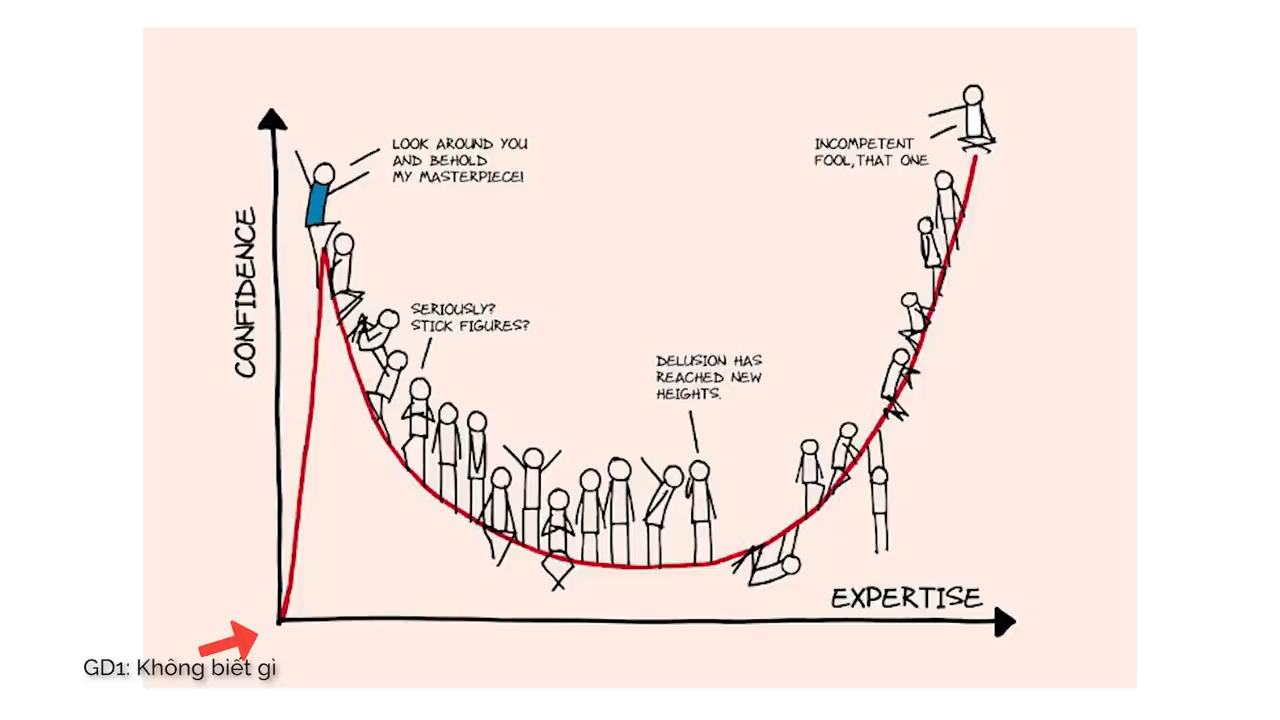 LOOK AROUND YOU
AND BEHOLD
MY MASTERPIECE!
INCOMPETENT
FOOL, THAT ONE
CONFIDENCE
SERIOUSLY?
STICK FIGURES?
DELUSION HAS
REACHED NEW
HEIGHTS.
EXPERTISE
GD1: Không biết gì